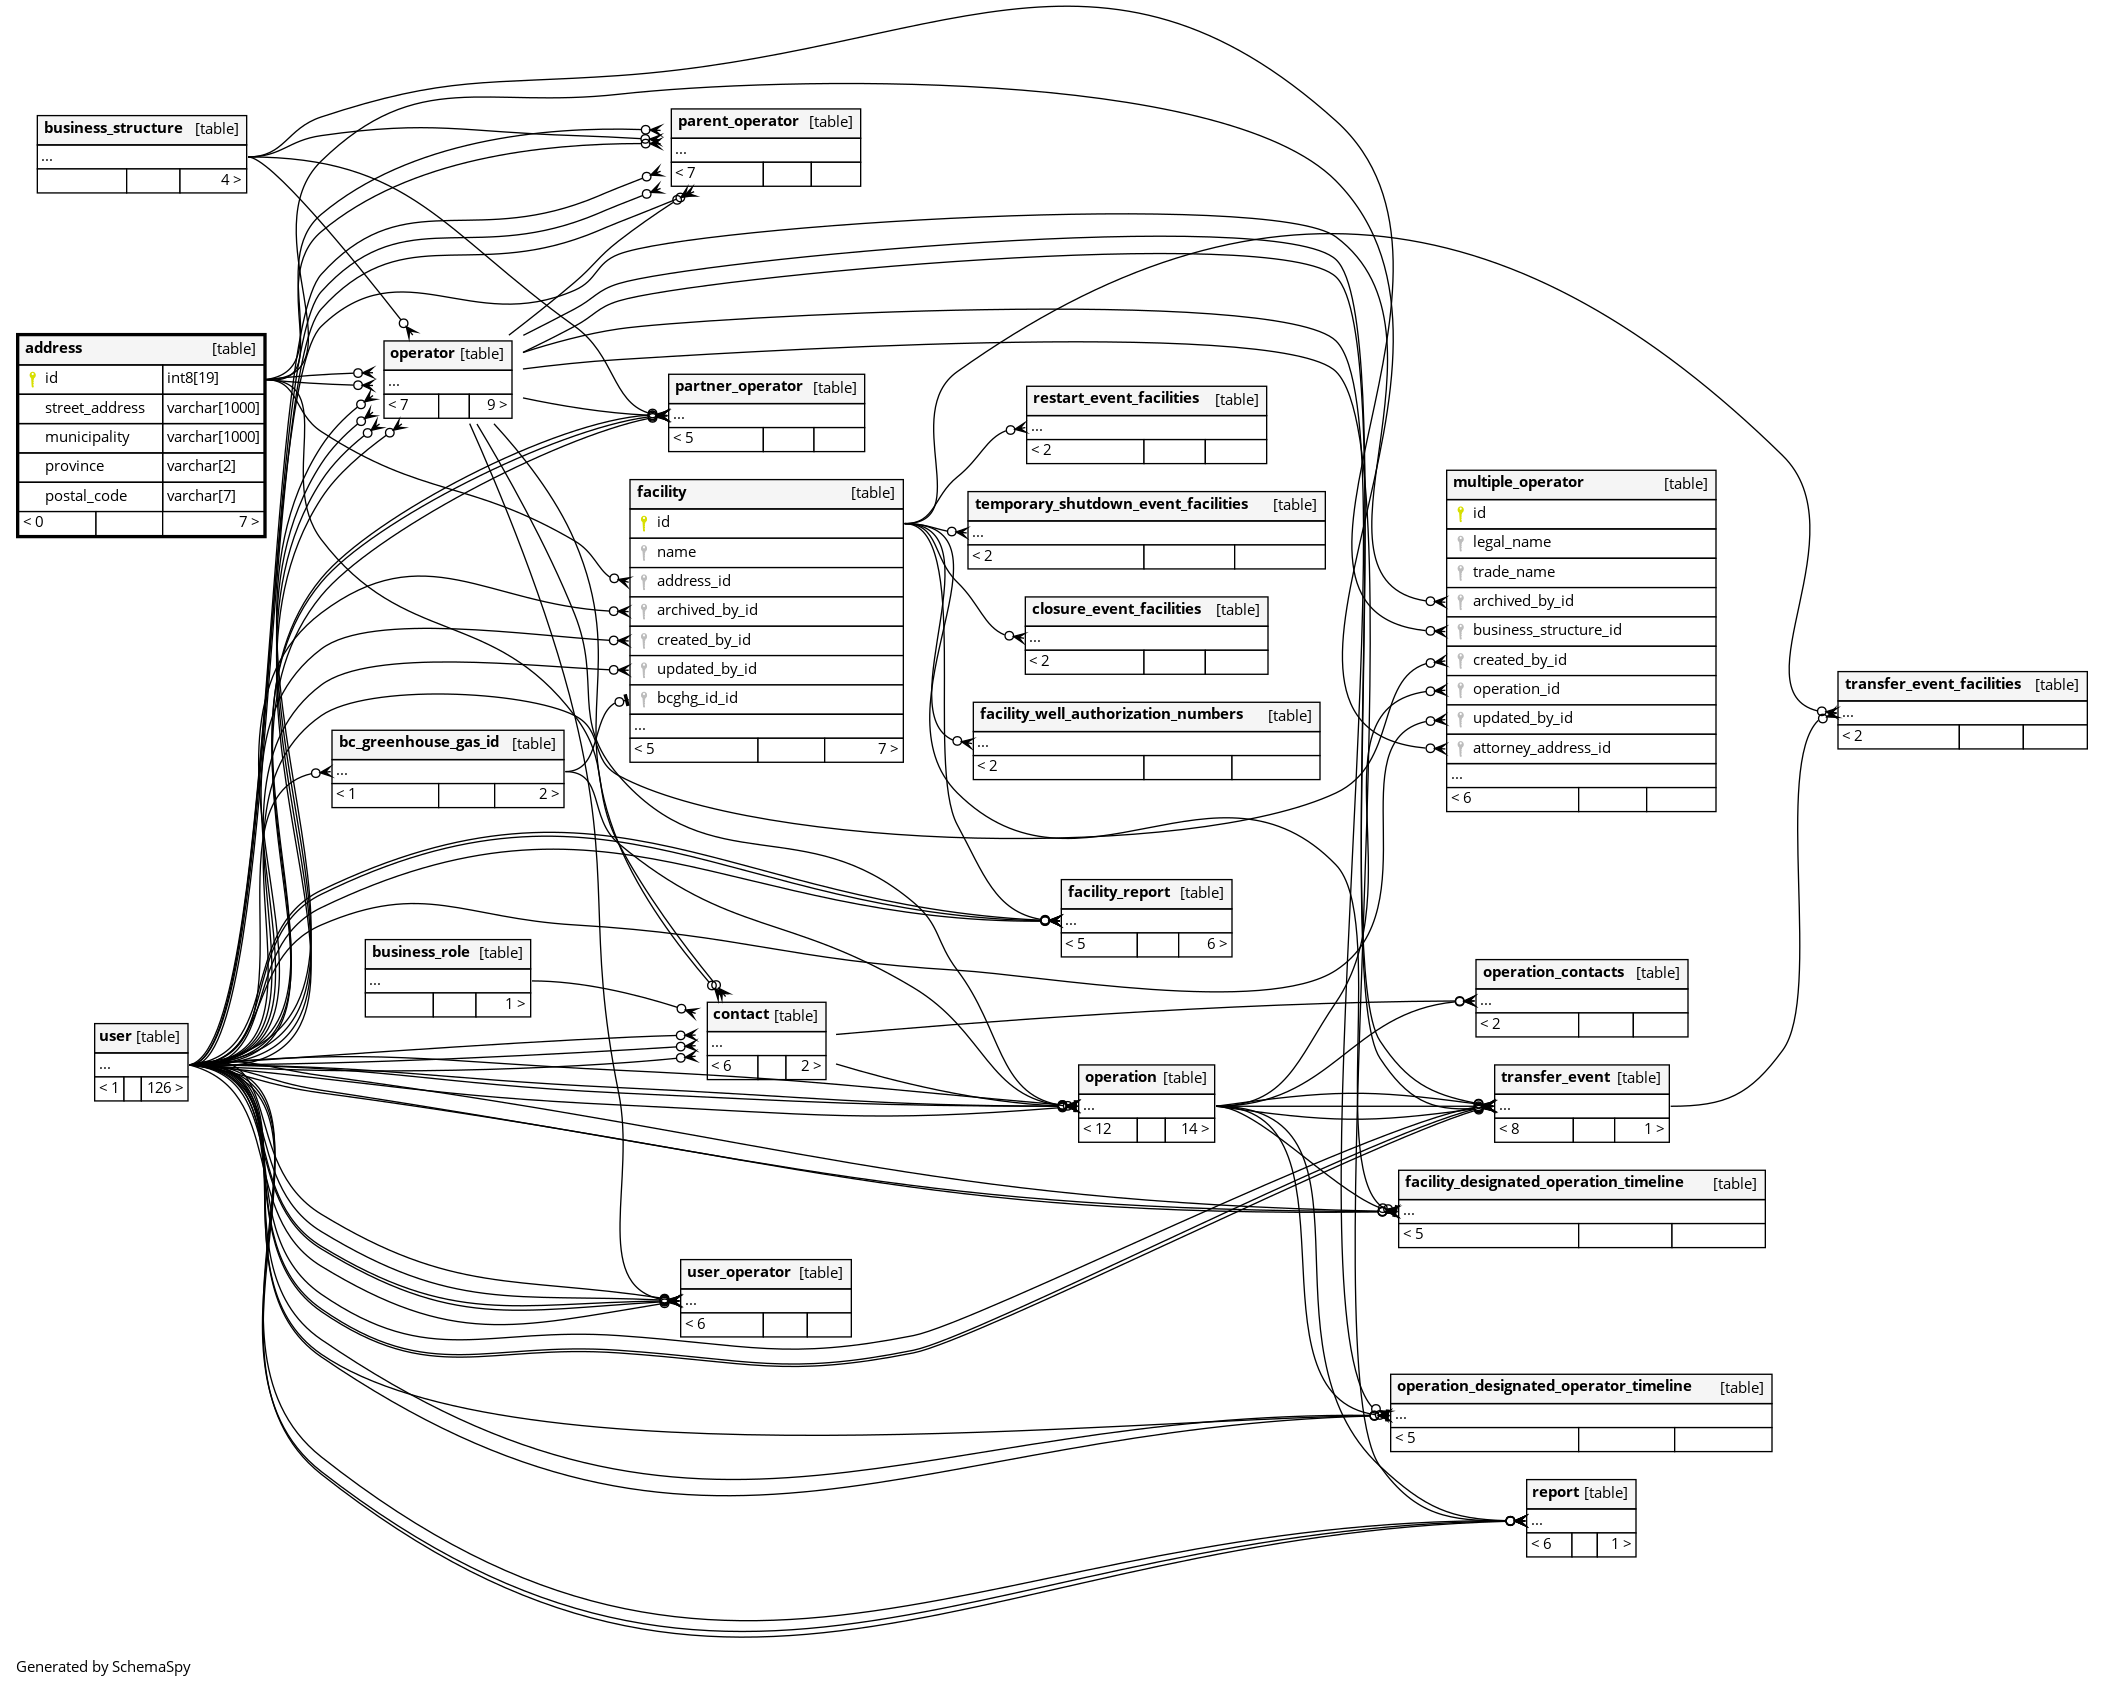 business_structure [table]
...
4 >
parent_operator [table]
...
< 7
address [table]
id int8[19]
street_address varchar[1000]
municipality varchar[1000]
province varchar[2]
postal_code varchar[7]
< 0 7 >
operator [table]
...
< 7 9 >
partner_operator [table]
...
< 5
restart_event_facilities [table]
...
< 2
facility [table]
id
name
address_id
archived_by_id
created_by_id
updated_by_id
bcghg_id_id
...
< 5 7 >
temporary_shutdown_event_facilities [table]
...
< 2
closure_event_facilities [table]
...
< 2
facility_well_authorization_numbers [table]
...
< 2
multiple_operator [table]
id
legal_name
trade_name
archived_by_id
business_structure_id
created_by_id
operation_id
updated_by_id
attorney_address_id
...
< 6
transfer_event_facilities [table]
...
< 2
bc_greenhouse_gas_id [table]
...
< 1 2 >
facility_report [table]
...
< 5 6 >
business_role [table]
...
1 >
operation_contacts [table]
...
< 2
user [table]
...
< 1 126 >
contact [table]
...
< 6 2 >
operation [table]
...
< 12 14 >
transfer_event [table]
...
< 8 1 >
facility_designated_operation_timeline [table]
...
< 5
user_operator [table]
...
< 6
operation_designated_operator_timeline [table]
...
< 5
report [table]
...
< 6 1 >
Generated by SchemaSpy